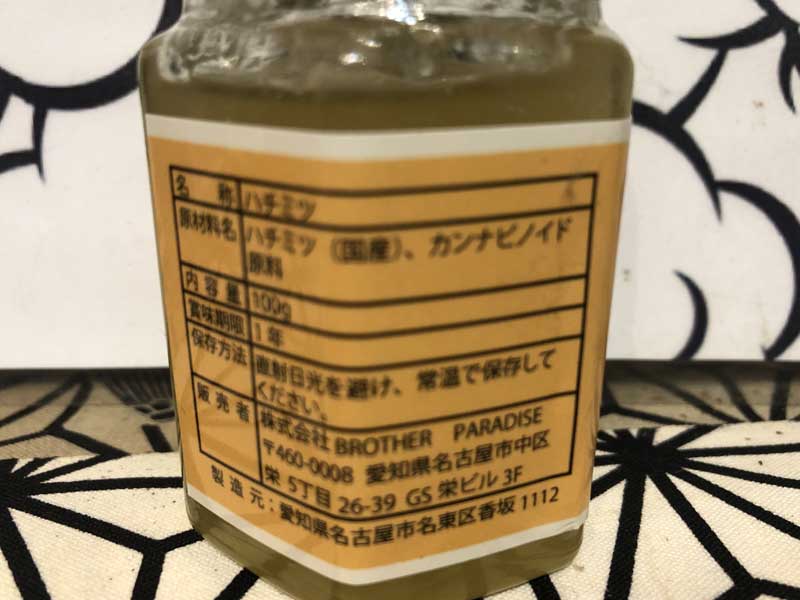 名 称 ハチミツ
原材料名 ハチミツ (国産)、カンナビノイド
原料
内容量 100g
賞味期限 1年
保存方法 直射日光を避け、常温で保存して
ください。
販売者 株式会社 BROTHER PARADISE
〒460-0008 愛知県名古屋市中区
栄 5丁目 26-39 GS 栄ビル 3F
製造元:愛知県名古屋市名東区香坂 1112